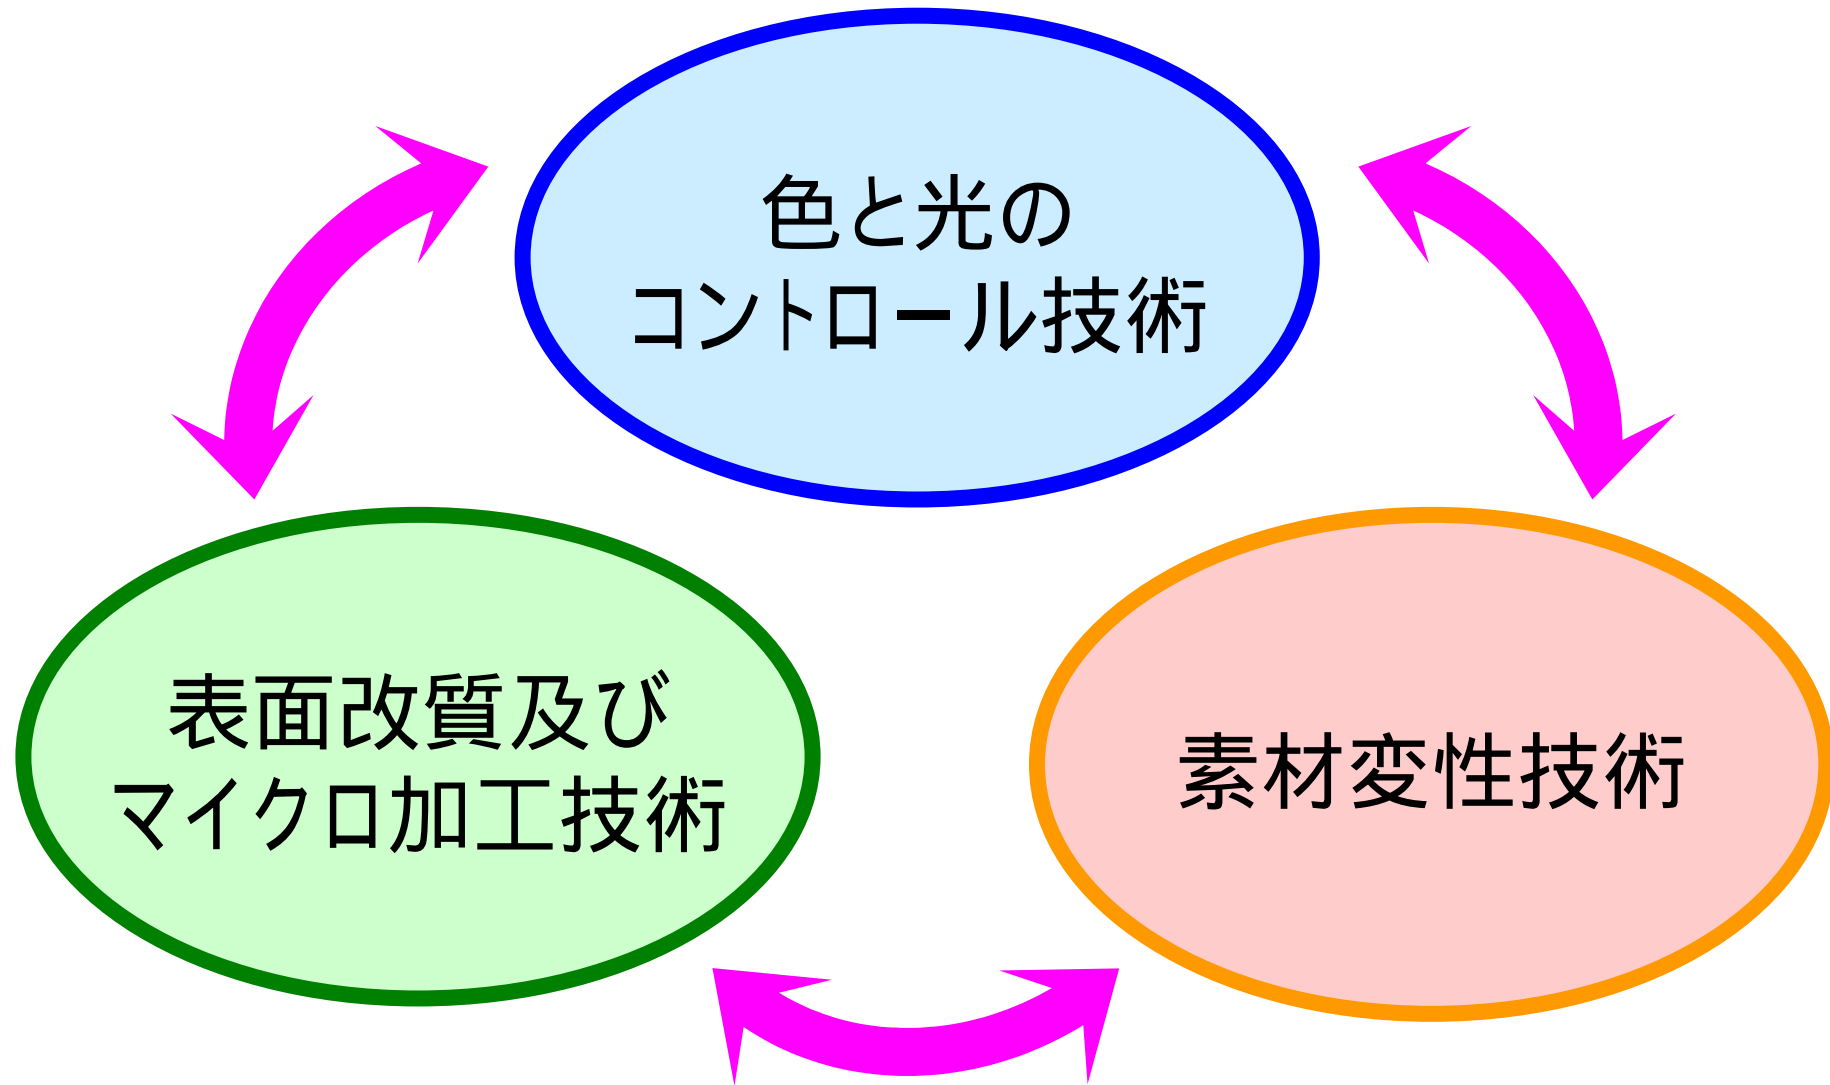 色と光の
コントロール技術
表面改質及び
マイクロ加工技術
素材変性技術